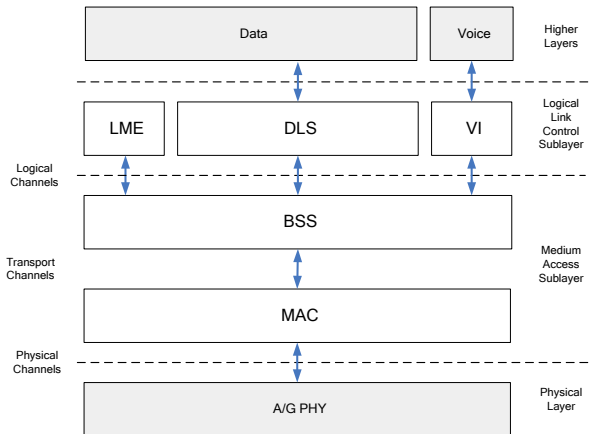 Data
Voice
Higher
Layers
LME
DLS
VI
Logical
Link
Control
Sublayer
Logical
Channels
BSS
Transport
Channels
Medium
Access
Sublayer
MAC
Physical
Channels
A/G PHY
Physical
Layer